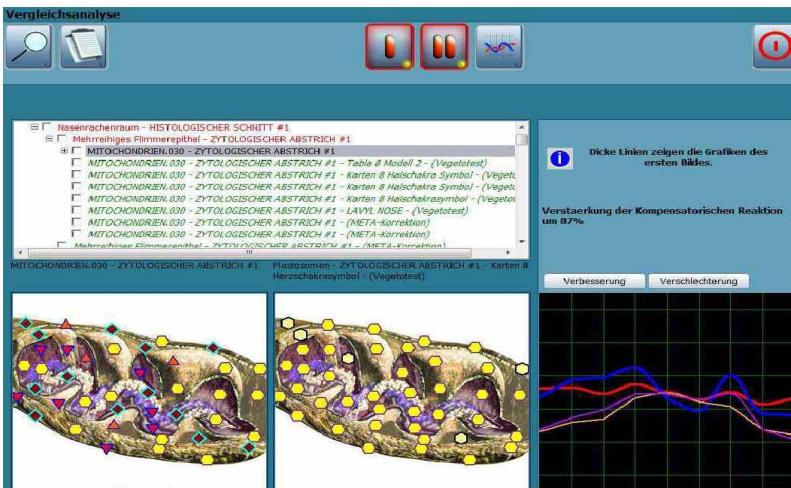 Vergleichsanalyse
Nasenrachenraum - HISTOLOGISCHER SCHNITT #1
Mehrreihiges Flimmerepithel - ZYTOLOGISCHER ABSTRICH #1
MITOCHONDRIEN.030 - ZYTOLOGISCHER ABSTRICH #1
MITOCHONDRIEN.030 - ZYTOLOGISCHER ABSTRICH #1 - Tabla 8 Modell 2 - (Vegetotest)
MITOCHONDRIEN.030 - ZYTOLOGISCHER ABSTRICH #1 - Karten 8 Halschakra Symbol - (Vegetc
MITOCHONDRIEN.030 - ZYTOLOGISCHER ABSTRICH #1 - Karten 8 Halschakra Symbol - (Vegetc
MITOCHONDRIEN.030 - ZYTOLOGISCHER ABSTRICH #1 - Karten 8 Halschakrasymbol - (Vegetot
MITOCHONDRIEN.030 - ZYTOLOGISCHER ABSTRICH #1 - LAVYL NOSE - (Vegetotest)
MITOCHONDRIEN.030 - ZYTOLOGISCHER ABSTRICH #1 - (META-Korrektion)
MITOCHONDRIEN.030 - ZYTOLOGISCHER ABSTRICH #1 - (META-Korrektion)
Mehrreihiges Flimmerepithel - ZYTOLOGISCHER ABSTRICH #1 - (META-Korrektion)
Dicke Linien zeigen die Grafiken des
ersten Bildes.
Verstaerkung der Kompensatorischen Reaktion
um 87%
Verbesserung Verschlechterung
MITOCHONDRIEN.030 - ZYTOLOGISCHER ABSTRICH #1
Plastosomen - ZYTOLOGISCHER ABSTRICH #1 - Karten 8
Herzschakrasymbol - (Vegetotest)